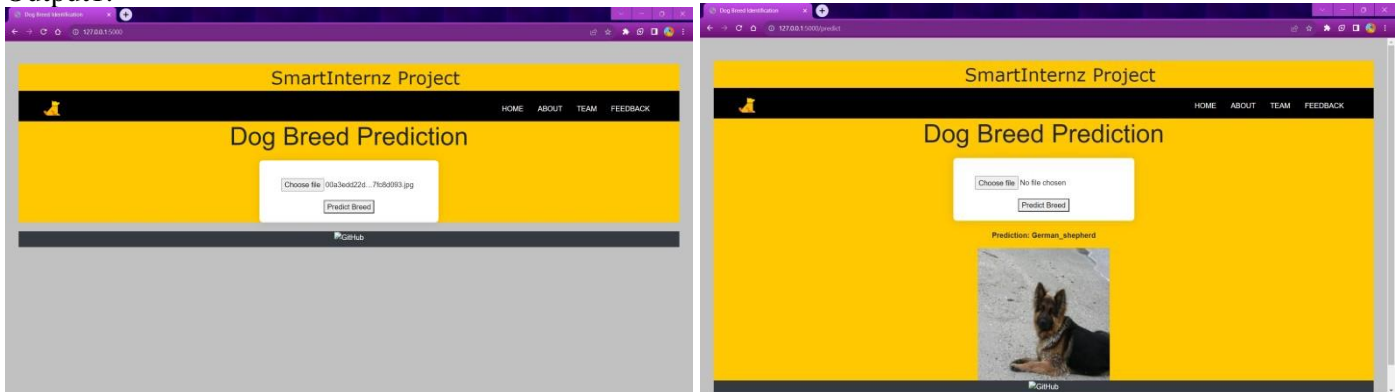 Outputs:
Dog Breed Identification
127.0.0.1:5000
SmartInternz Project
HOME ABOUT TEAM FEEDBACK
Dog Breed Prediction
Choose file 00a3edd22d...7fc8d093.jpg
Predict Breed
GitHub
Dog Breed Identification
127.0.0.1:5000/predict
SmartInternz Project
HOME ABOUT TEAM FEEDBACK
Dog Breed Prediction
Choose file No file chosen
Predict Breed
Prediction: German_shepherd
GitHub